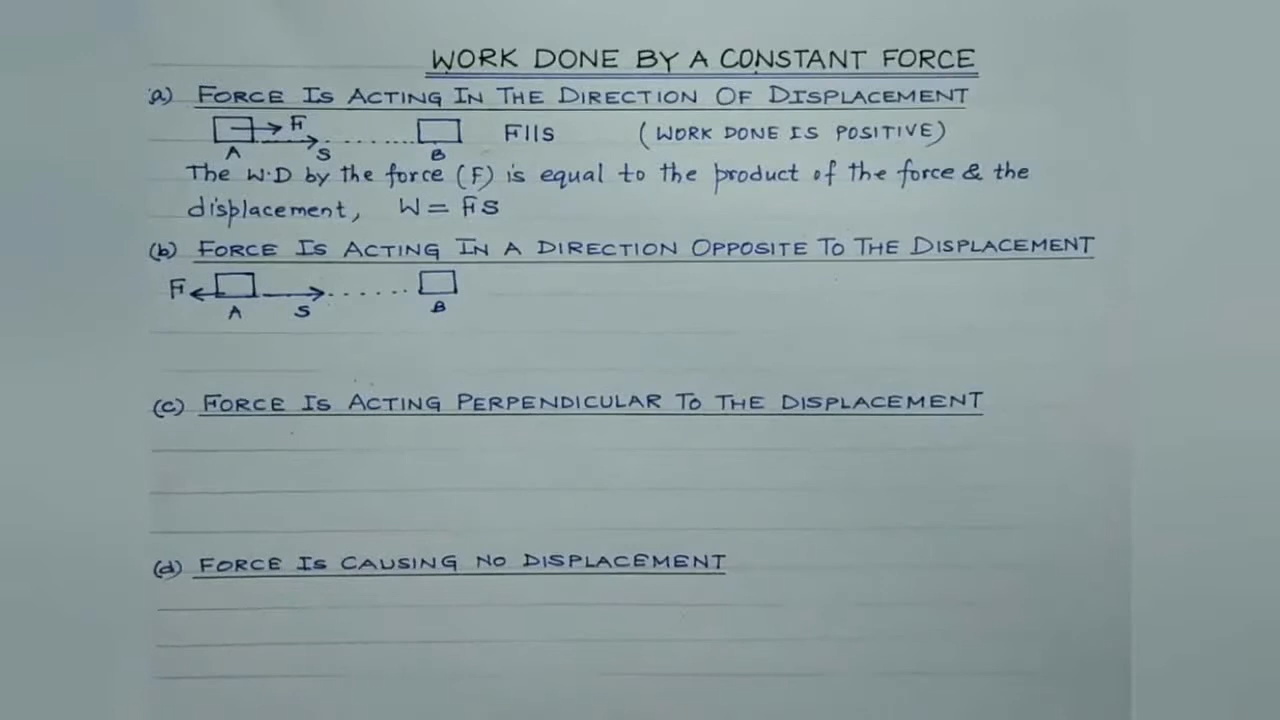 WORK DONE BY A CONSTANT FORCE
a) FORCE IS ACTING IN THE DIRECTION OF DISPLACEMENT
F
A S B F||S (WORK DONE IS POSITIVE)
The W.D by the force (F) is equal to the product of the force & the
displacement, W = FS
(b) FORCE IS ACTING IN A DIRECTION OPPOSITE TO THE DISPLACEMENT
F
A S B
(c) FORCE IS ACTING PERPENDICULAR TO THE DISPLACEMENT
(d) FORCE IS CAUSING NO DISPLACEMENT